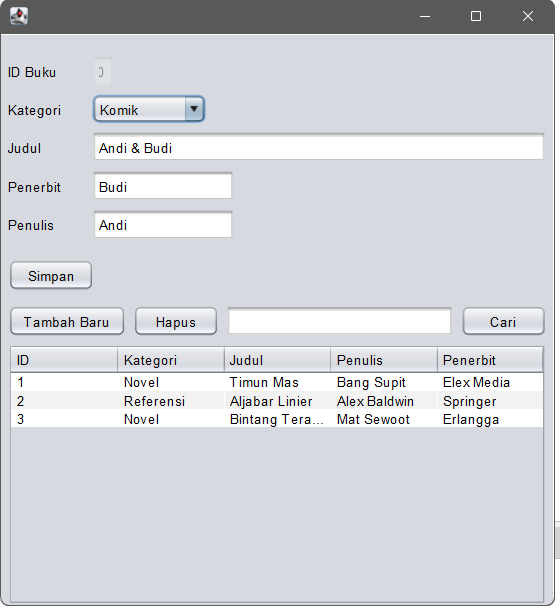 ID Buku 0
Kategori Komik
Judul Andi & Budi
Penerbit Budi
Penulis Andi
Simpan
Tambah Baru Hapus Cari
ID Kategori Judul Penulis Penerbit
1 Novel Timun Mas Bang Supit Elex Media
2 Referensi Aljabar Linier Alex Baldwin Springer
3 Novel Bintang Tera... Mat Sewoot Erlangga